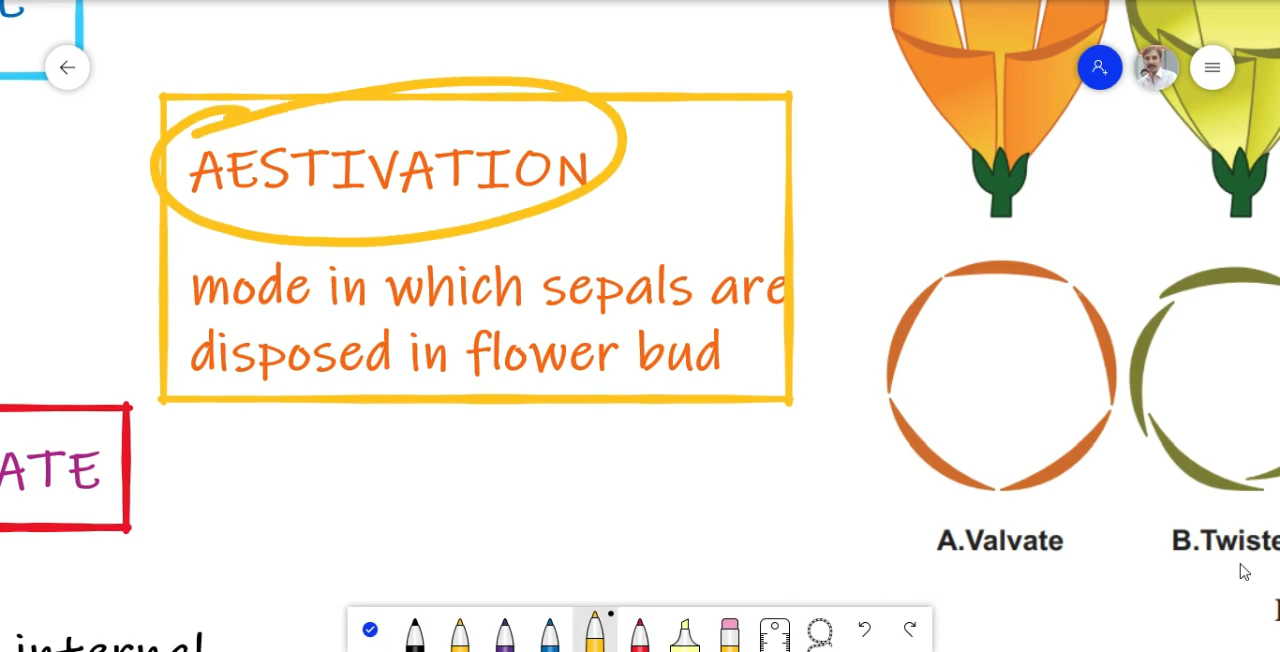 AESTIVATION
mode in which sepals are
disposed in flower bud
ATE
A.Valvate
B.Twiste
internal